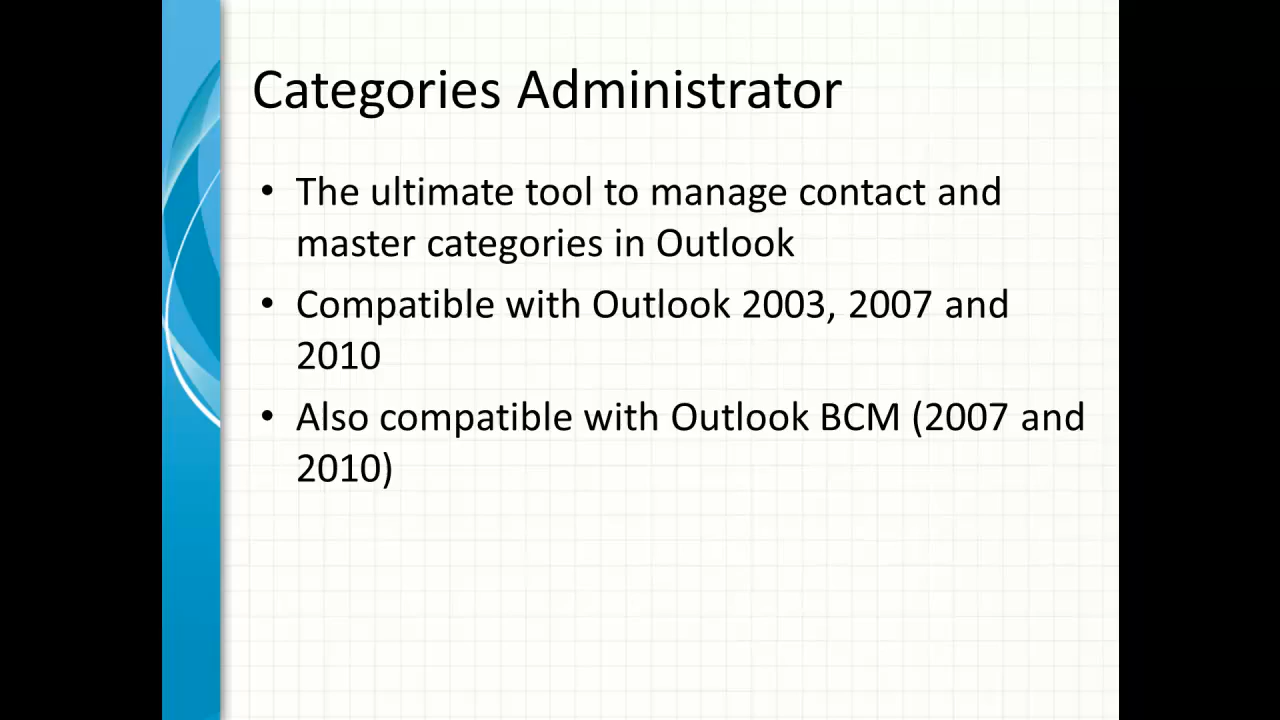 Categories Administrator
• The ultimate tool to manage contact and
master categories in Outlook
• Compatible with Outlook 2003, 2007 and
2010
• Also compatible with Outlook BCM (2007 and
2010)